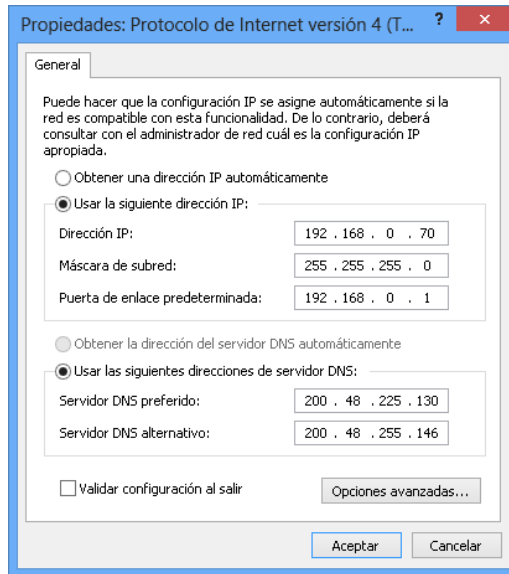 Propiedades: Protocolo de Internet versión 4 (T...
?
General
Puede hacer que la configuración IP se asigne automáticamente si la
red es compatible con esta funcionalidad. De lo contrario, deberá
consultar con el administrador de red cuál es la configuración IP
apropiada.
Obtener una dirección IP automáticamente
Usar la siguiente dirección IP:
Dirección IP: 192 . 168 . 0 . 70
Máscara de subred: 255 . 255 . 255 . 0
Puerta de enlace predeterminada: 192 . 168 . 0 . 1
Obtener la dirección del servidor DNS automáticamente
Usar las siguientes direcciones de servidor DNS:
Servidor DNS preferido: 200 . 48 . 225 . 130
Servidor DNS alternativo: 200 . 48 . 255 . 146
Validar configuración al salir
Opciones avanzadas...
Aceptar Cancelar